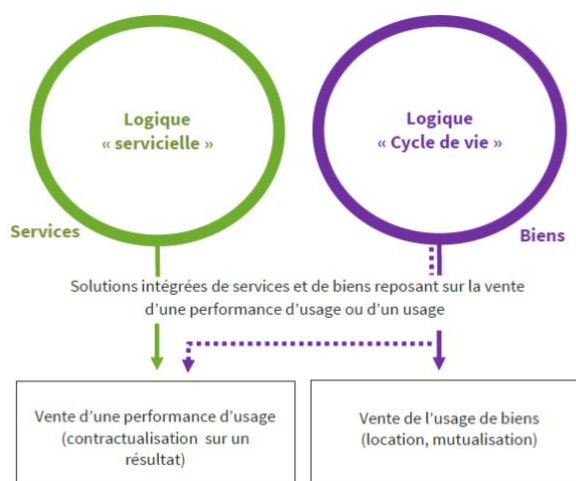 Logique
« servicielle »
Logique
« Cycle de vie »
Services
Biens
Solutions intégrées de services et de biens reposant sur la vente
d’une performance d’usage ou d’un usage
Vente d’une performance d’usage
(contractualisation sur un
résultat)
Vente de l’usage de biens
(location, mutualisation)